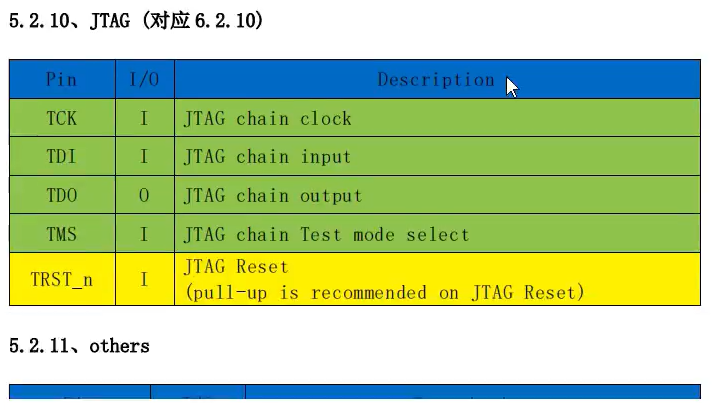 5.2.10、JTAG (对应 6.2.10)
Pin I/O Description
TCK I JTAG chain clock
TDI I JTAG chain input
TDO O JTAG chain output
TMS I JTAG chain Test mode select
TRST_n I JTAG Reset
(pull-up is recommended on JTAG Reset)
5.2.11、others